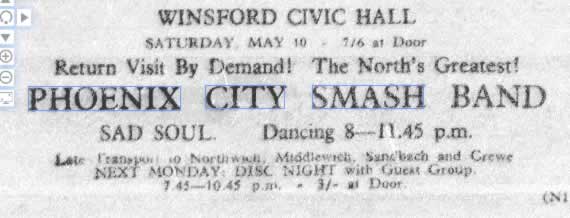 WINSFORD CIVIC HALL
SATURDAY, MAY 10 - 7/6 at Door
Return Visit By Demand! The North's Greatest!
PHOENIX CITY SMASH BAND
SAD SOUL. Dancing 8—11.45 p.m.
Late Transport to Northwich, Middlewich, Sandbach and Crewe
NEXT MONDAY: DISC NIGHT with Guest Group.
7.45—10.45 p.m. - 3/- at Door.
(N1